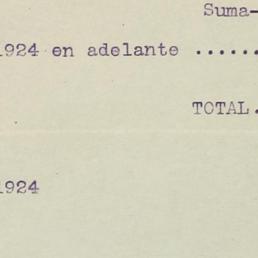 Suma-
1924 en adelante ......
TOTAL.
1924